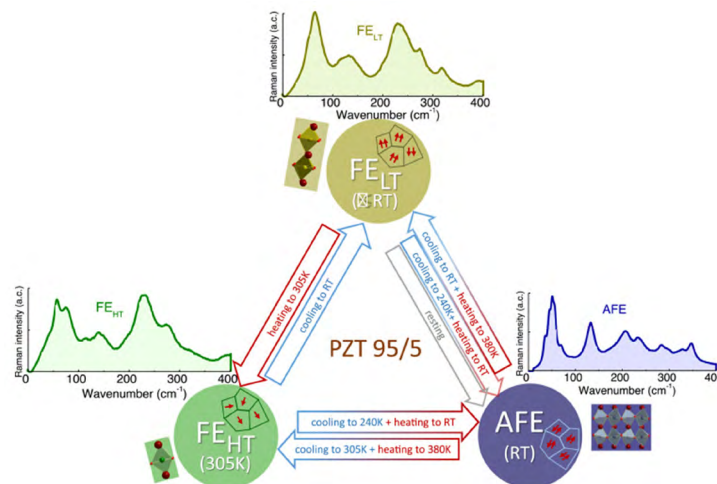 Raman intensity (a.c.)
FE_LT
0 100 200 300 400
Wavenumber (cm⁻¹)
FE_LT
( RT)
heating to 305K
cooling to RT
cooling to RT + heating to 380K
cooling to 240K+heating to RT
resting
PZT 95/5
Raman intensity (a.c.)
FE_HT
0 100 200 300 400
Wavenumber (cm⁻¹)
Raman intensity (a.c.)
AFE
0 100 200 300 400
Wavenumber (cm⁻¹)
FE_HT
(305K)
cooling to 240K + heating to RT
cooling to 305K + heating to 380K
AFE
(RT)